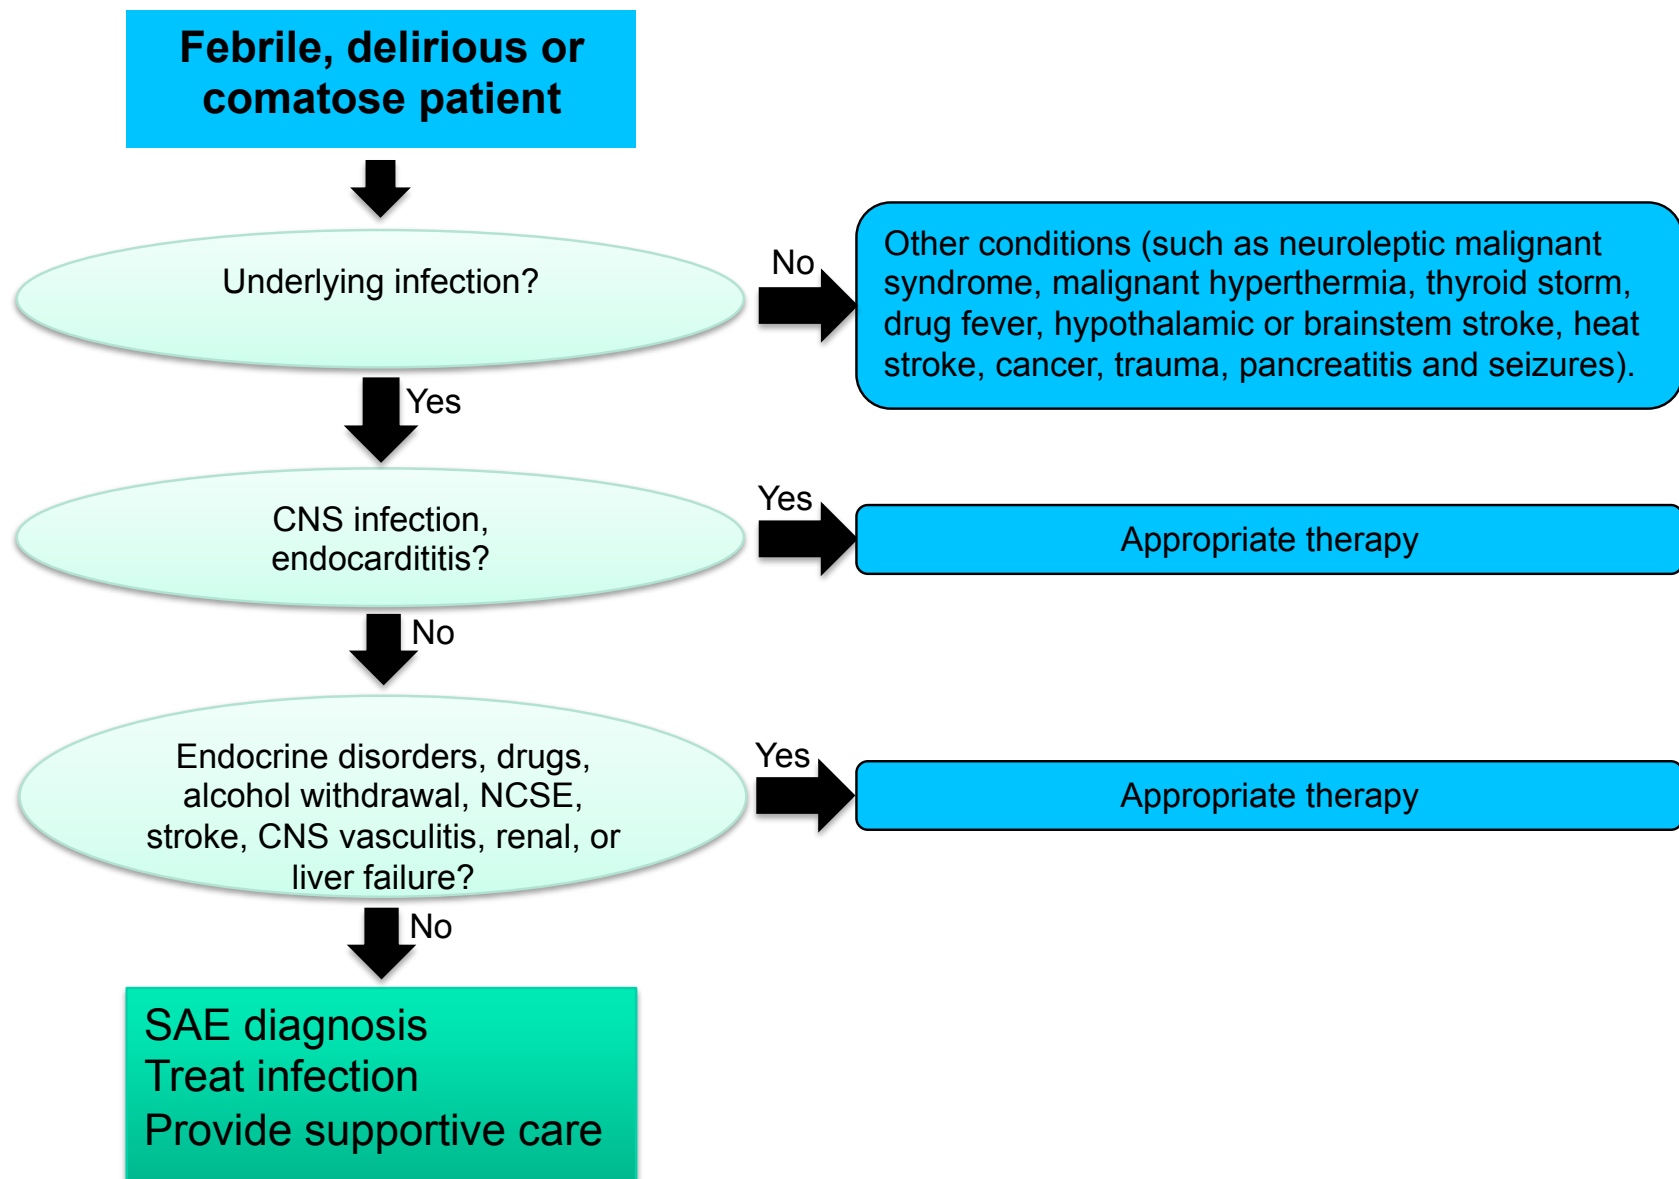 Febrile, delirious or
comatose patient
Underlying infection?
No
Other conditions (such as neuroleptic malignant
syndrome, malignant hyperthermia, thyroid storm,
drug fever, hypothalamic or brainstem stroke, heat
stroke, cancer, trauma, pancreatitis and seizures).
Yes
CNS infection,
endocardititis?
Yes
Appropriate therapy
No
Endocrine disorders, drugs,
alcohol withdrawal, NCSE,
stroke, CNS vasculitis, renal, or
liver failure?
Yes
Appropriate therapy
No
SAE diagnosis
Treat infection
Provide supportive care